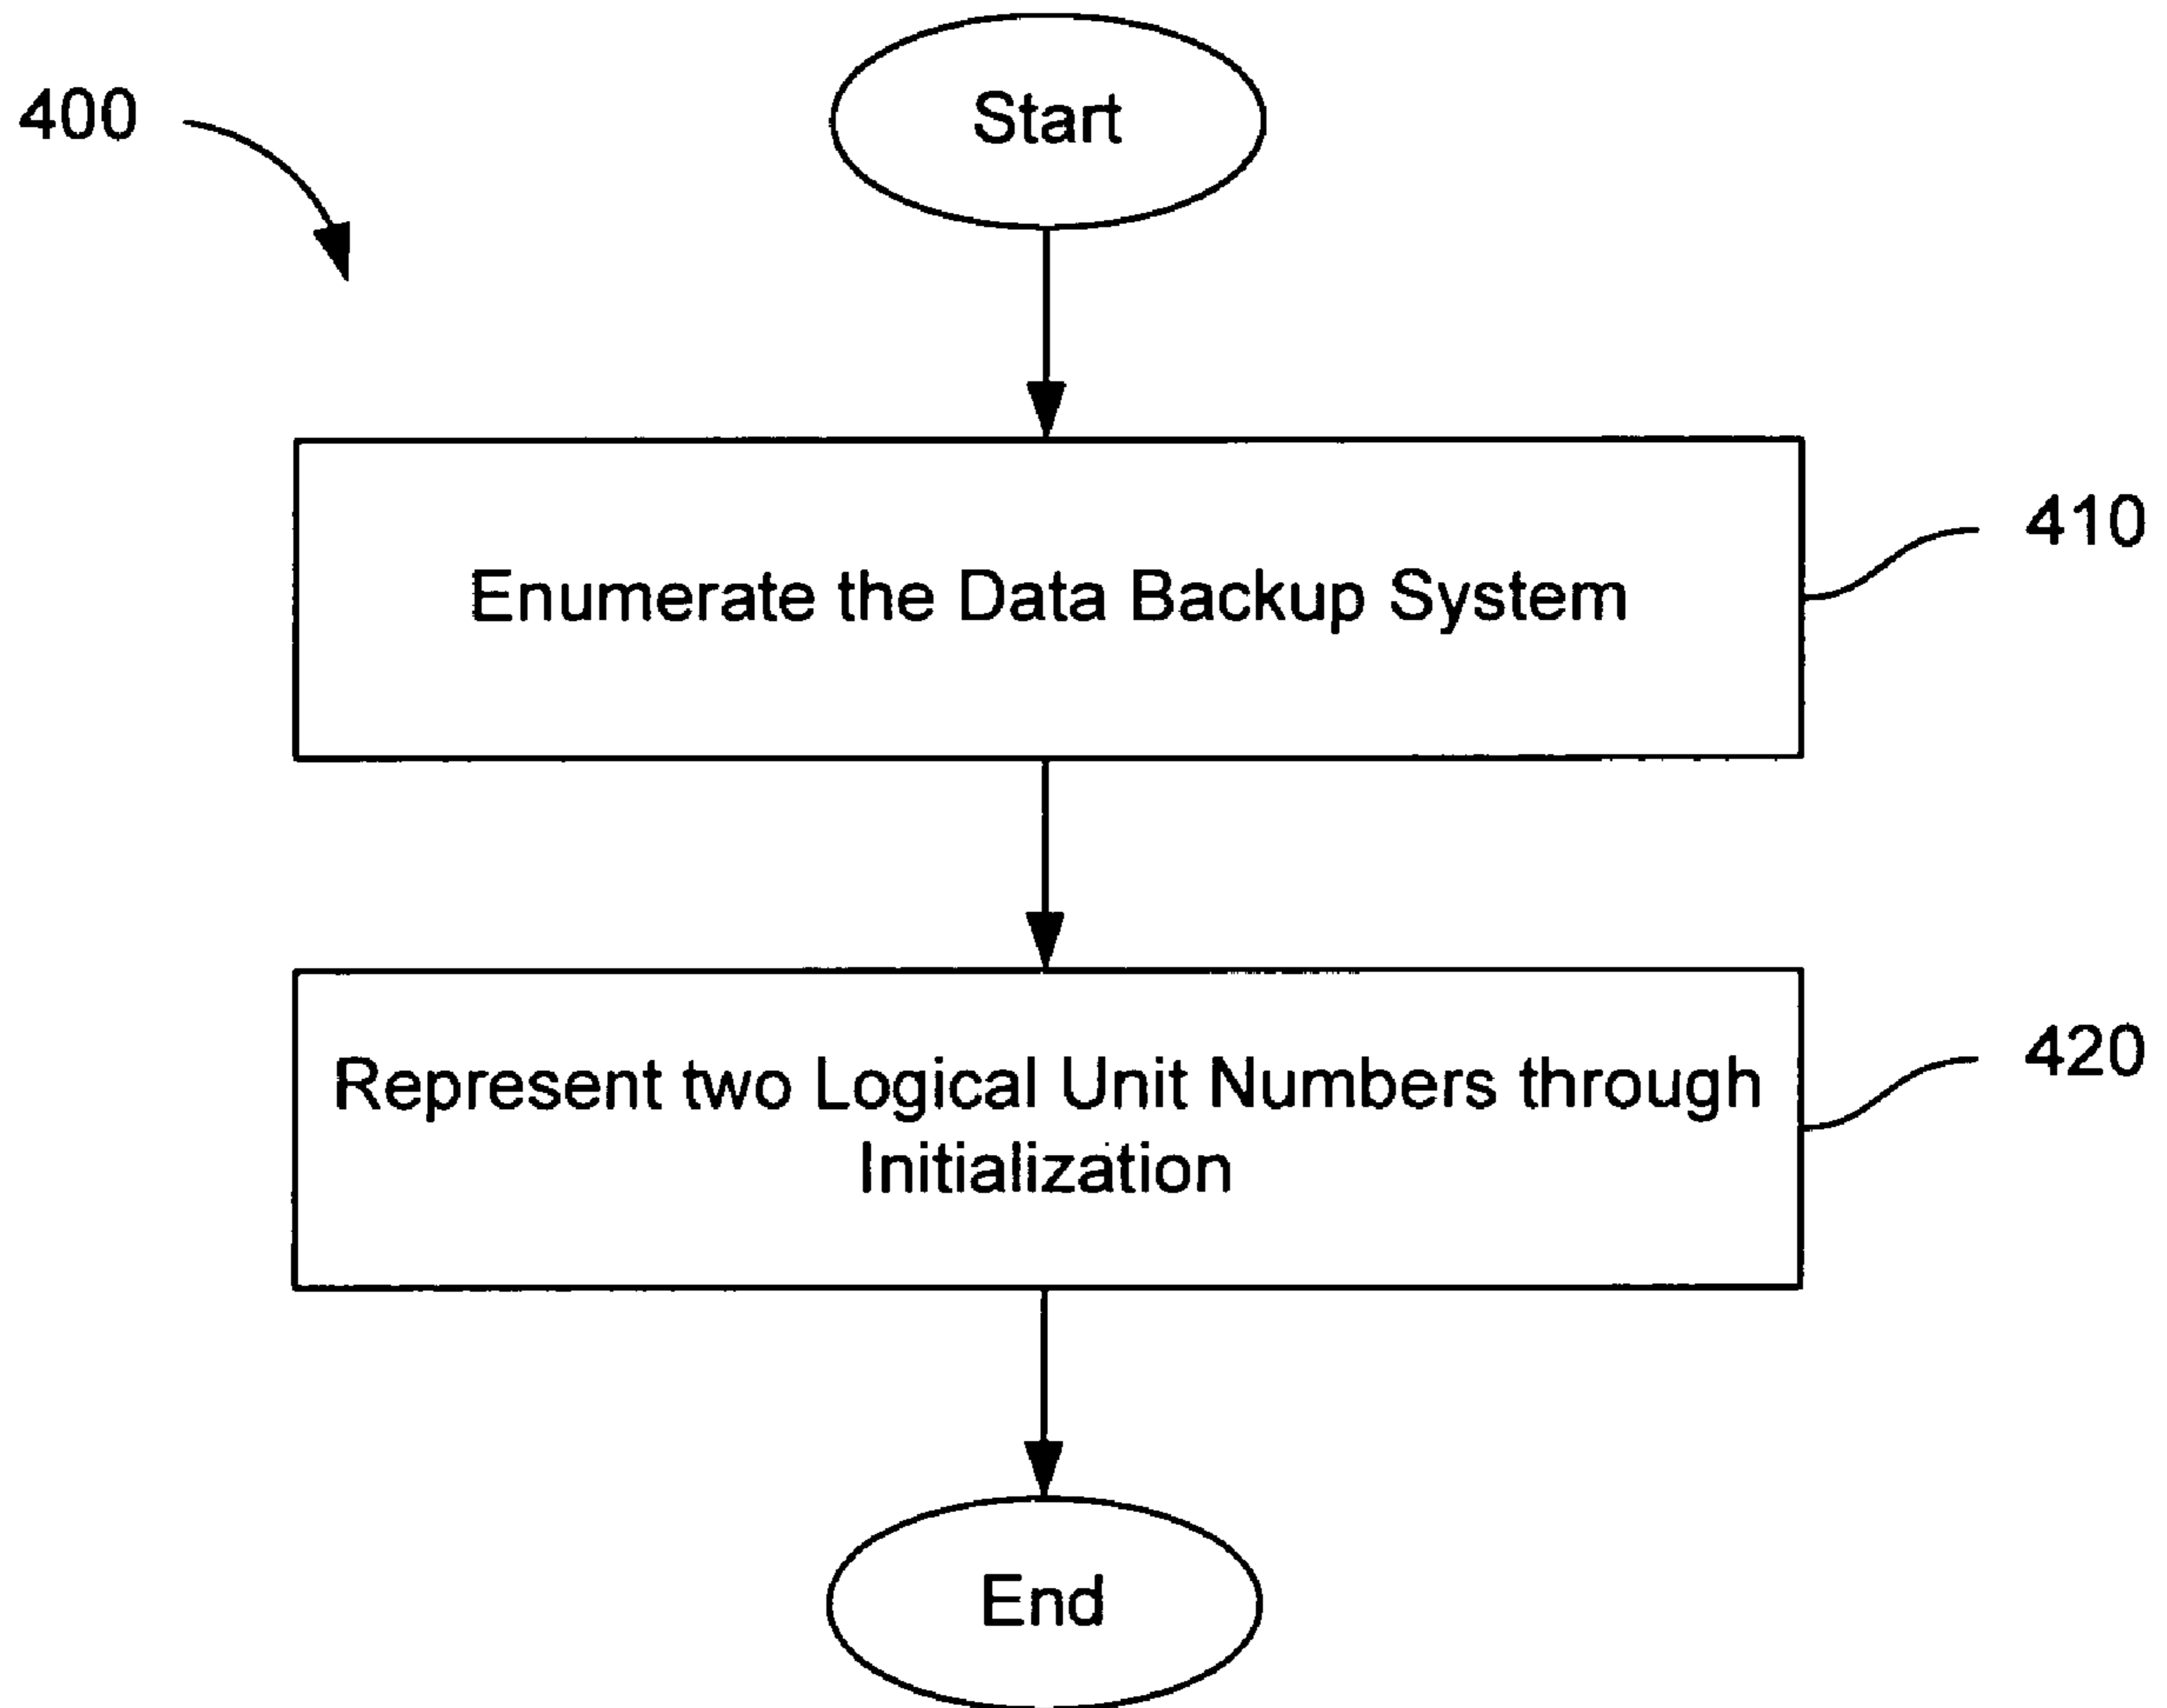 400
Start
Enumerate the Data Backup System
410
Represent two Logical Unit Numbers through
Initialization
420
End